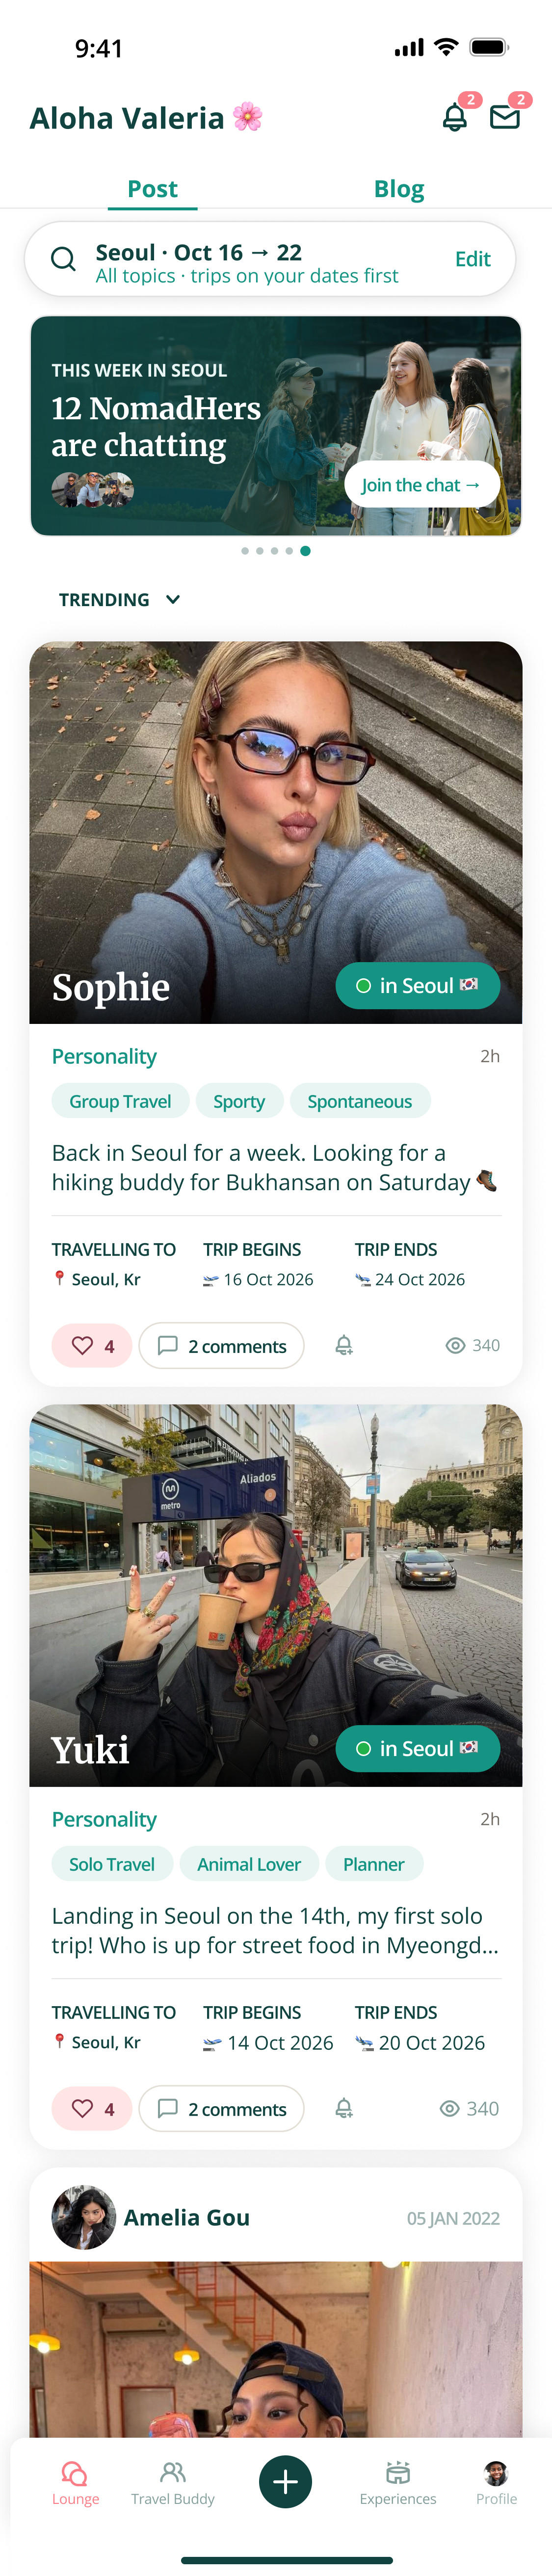 9:41
Aloha Valeria 🌸
2
2
Post
Blog
Seoul · Oct 16 → 22
All topics · trips on your dates first
Edit
THIS WEEK IN SEOUL
12 NomadHers
are chatting
Join the chat →
TRENDING
Sophie
in Seoul 🇰🇷
Personality
2h
Group Travel
Sporty
Spontaneous
Back in Seoul for a week. Looking for a
hiking buddy for Bukhansan on Saturday 🥾
TRAVELLING TO
TRIP BEGINS
TRIP ENDS
📍 Seoul, Kr
🛫 16 Oct 2026
🛬 24 Oct 2026
4
2 comments
340
Aliados
metro
Yuki
in Seoul 🇰🇷
Personality
2h
Solo Travel
Animal Lover
Planner
Landing in Seoul on the 14th, my first solo
trip! Who is up for street food in Myeongd...
TRAVELLING TO
TRIP BEGINS
TRIP ENDS
📍 Seoul, Kr
🛫 14 Oct 2026
🛬 20 Oct 2026
4
2 comments
340
Amelia Gou
05 JAN 2022
Lounge
Travel Buddy
Experiences
Profile